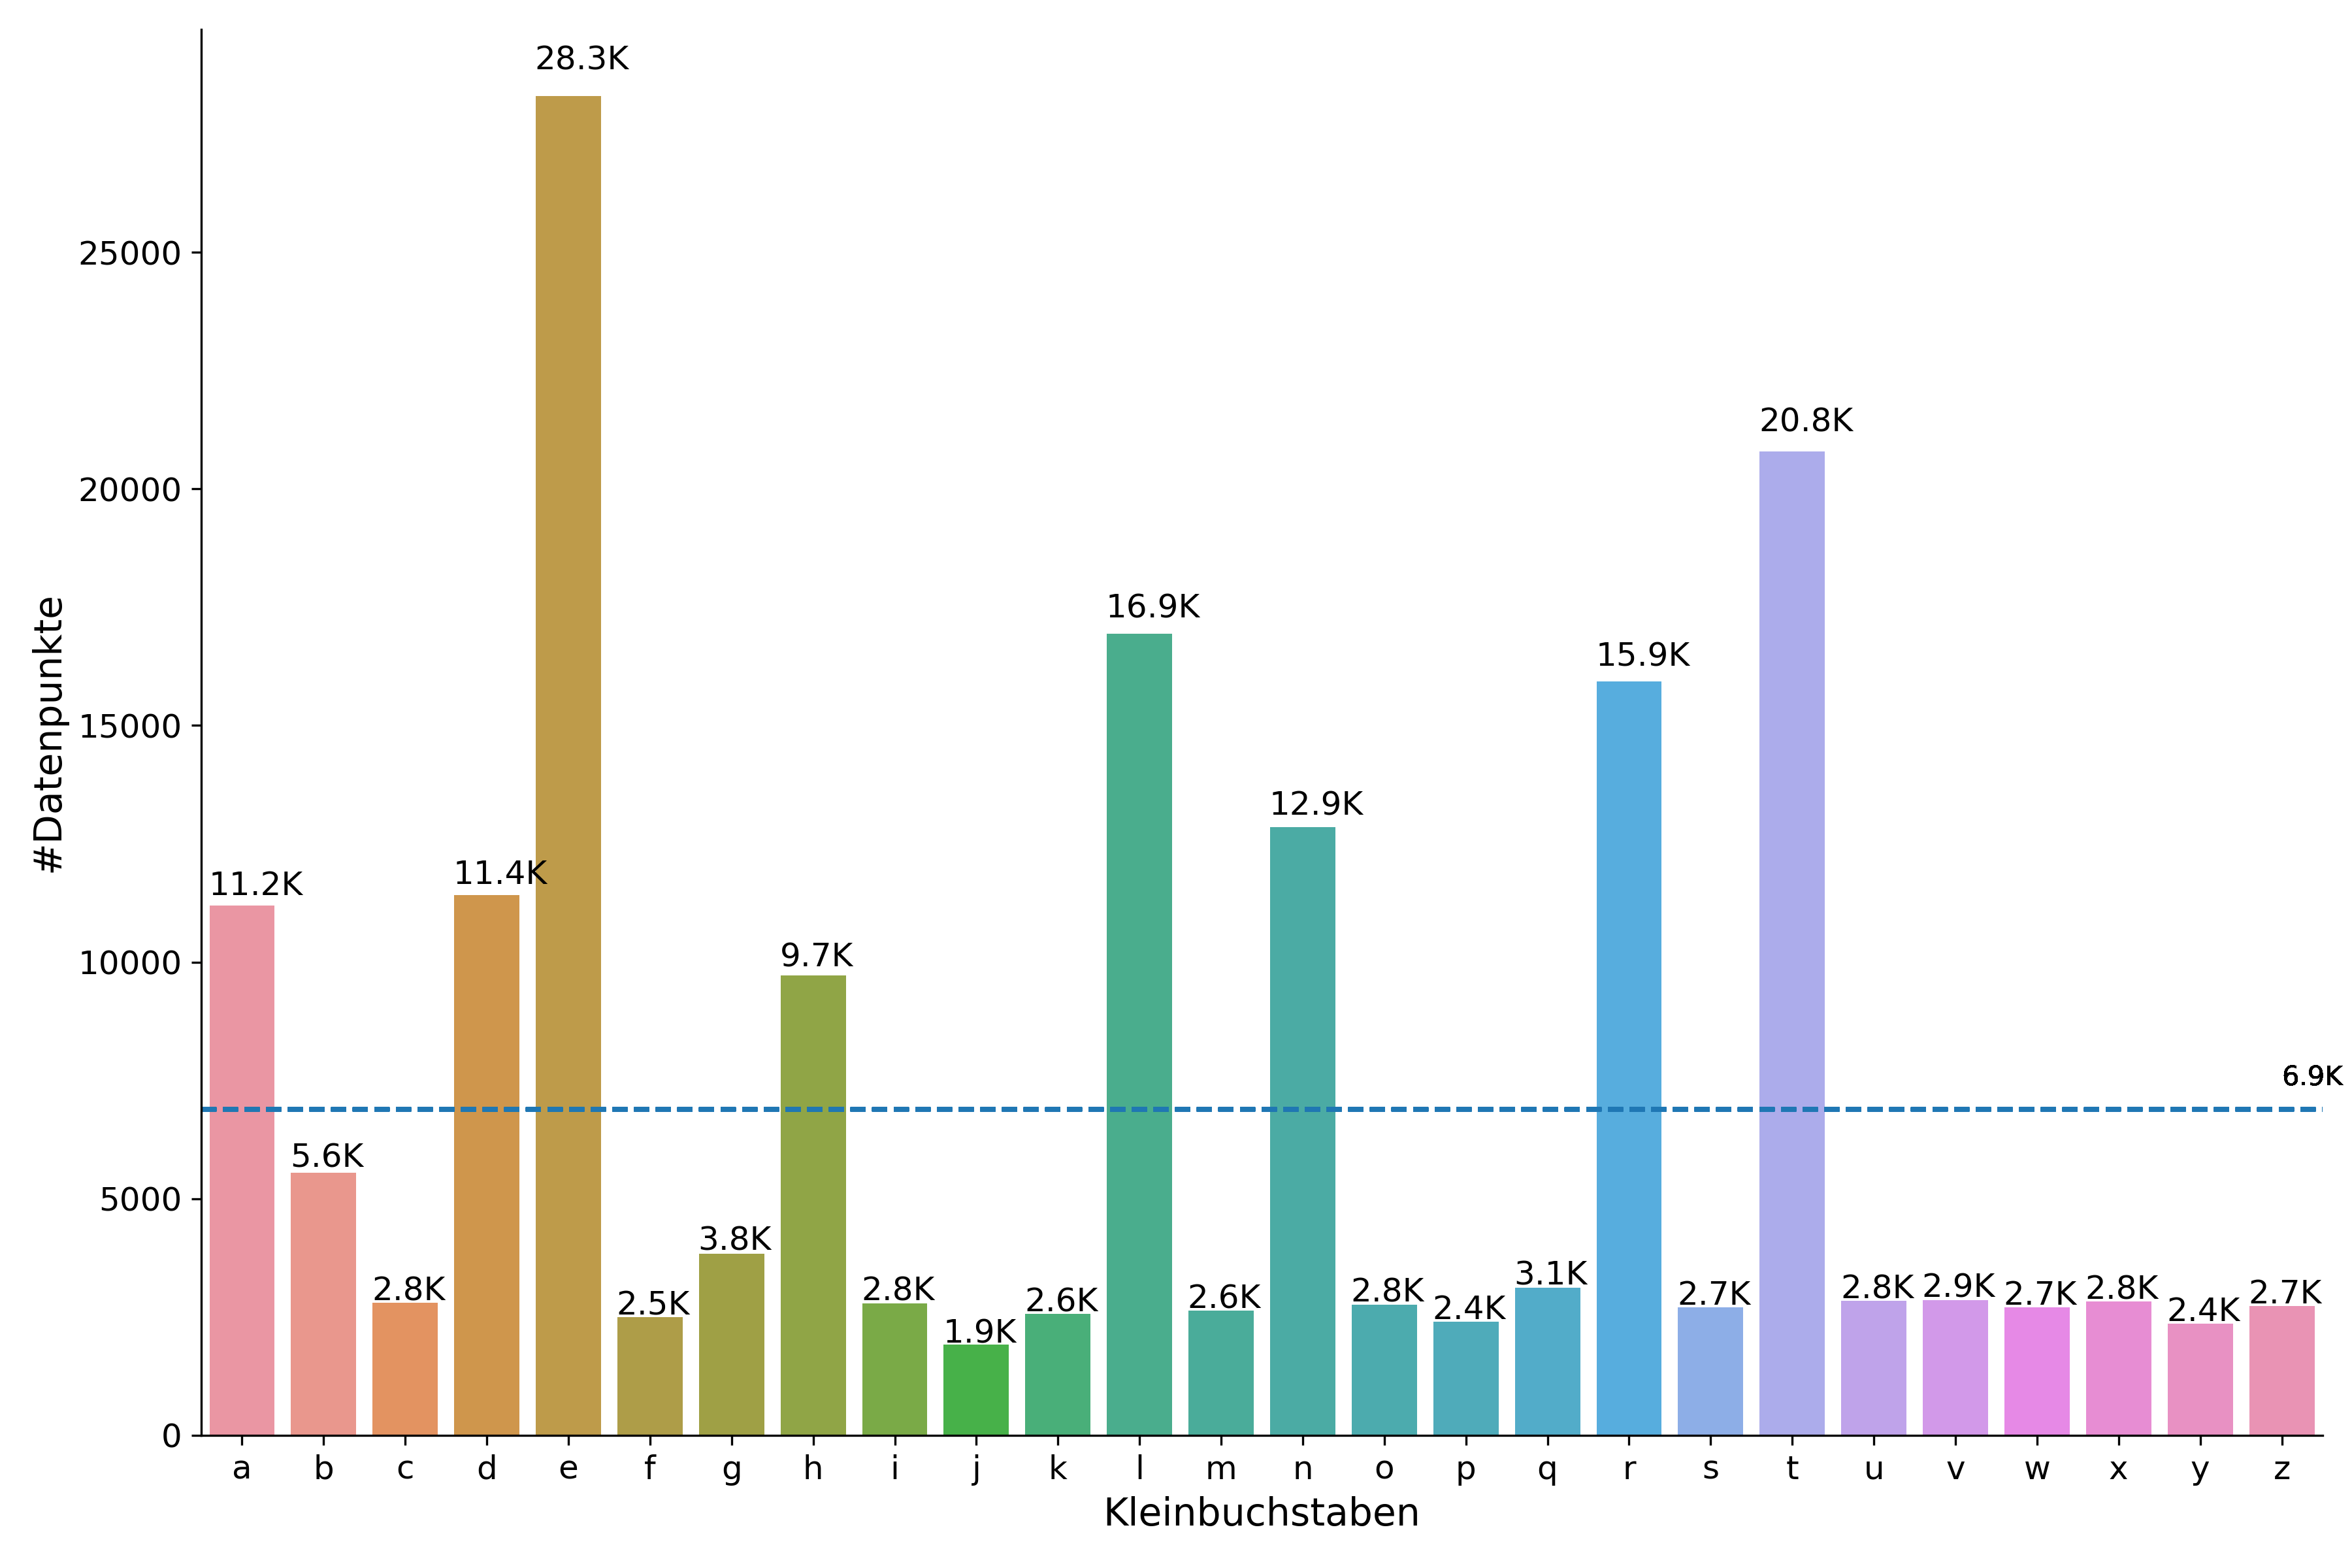 28.3K
25000
20.8K
20000
16.9K
15.9K
15000
12.9K
11.2K
11.4K
10000
9.7K
6.9K
5.6K
5000
3.8K
2.8K
2.5K
2.8K
1.9K
2.6K
2.6K
2.8K
2.4K
3.1K
2.7K
2.8K
2.9K
2.7K
2.8K
2.4K
2.7K
0
#Datenpunkte
a b c d e f g h i j k l m n o p q r s t u v w x y z
Kleinbuchstaben